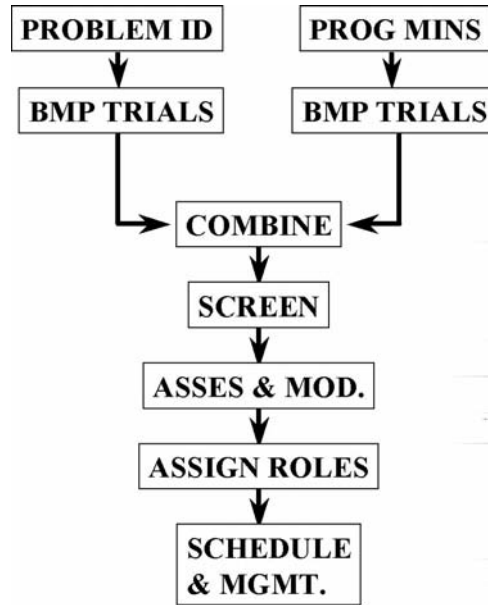 PROBLEM ID
PROG MINS
BMP TRIALS
BMP TRIALS
COMBINE
SCREEN
ASSES & MOD.
ASSIGN ROLES
SCHEDULE
& MGMT.